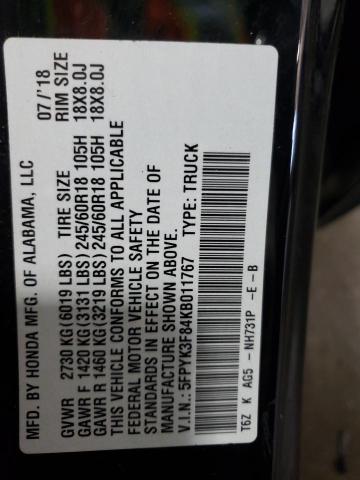 MFD. BY HONDA MFG. OF ALABAMA, LLC 07/'18
GVWR 2730 KG(6019 LBS) TIRE SIZE RIM SIZE
GAWR F 1420 KG(3131 LBS) 245/60R18 105H 18X8.0J
GAWR R 1460 KG(3219 LBS) 245/60R18 105H 18X8.0J
THIS VEHICLE CONFORMS TO ALL APPLICABLE
FEDERAL MOTOR VEHICLE SAFETY
STANDARDS IN EFFECT ON THE DATE OF
MANUFACTURE SHOWN ABOVE.
V.I.N.: 5FPYK3F84KB011767 TYPE: TRUCK
T6Z K AG5 -NH731P -E-B